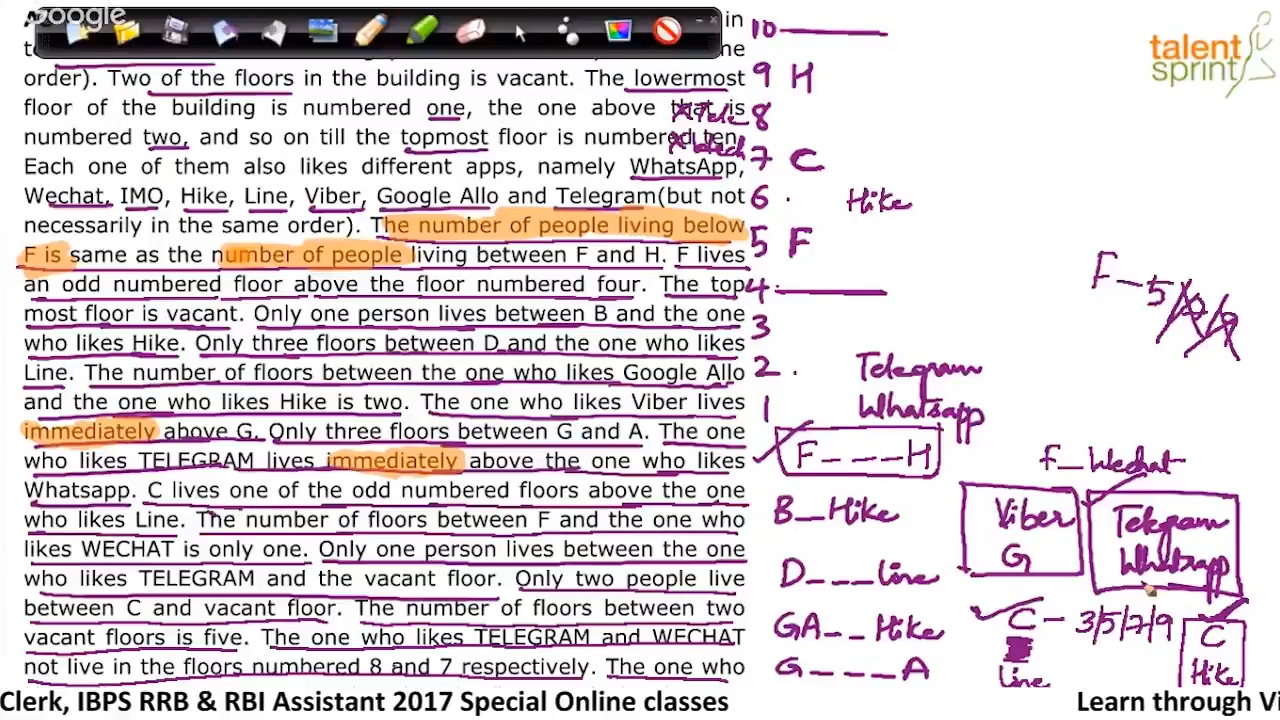 Google
in
te
order). Two of the floors in the building is vacant. The lowermost
floor of the building is numbered one, the one above that is
numbered two, and so on till the topmost floor is numbered ten.
Each one of them also likes different apps, namely WhatsApp,
Wechat, IMO, Hike, Line, Viber, Google Allo and Telegram(but not
necessarily in the same order). The number of people living below
F is same as the number of people living between F and H. F lives
an odd numbered floor above the floor numbered four. The top
most floor is vacant. Only one person lives between B and the one
who likes Hike. Only three floors between D and the one who likes
Line. The number of floors between the one who likes Google Allo
and the one who likes Hike is two. The one who likes Viber lives
immediately above G. Only three floors between G and A. The one
who likes TELEGRAM lives immediately above the one who likes
Whatsapp. C lives one of the odd numbered floors above the one
who likes Line. The number of floors between F and the one who
likes WECHAT is only one. Only one person lives between the one
who likes TELEGRAM and the vacant floor. Only two people live
between C and vacant floor. The number of floors between two
vacant floors is five. The one who likes TELEGRAM and WECHAT
not live in the floors numbered 8 and 7 respectively. The one who
10
9 H
xTele 8
7 C
6 . Hike
5 F
4
3
2 . Telegram
1 Whatsapp
F _ _ _ H
B _ Hike
D _ _ _ Line
GA _ _ Hike
G _ _ _ A
F - 5/7/9
F _ Wechat
Viber
G
Telegram
Whatsapp
C - 3/5/7/9
Line
C
Hike
talent
sprint
Clerk, IBPS RRB & RBI Assistant 2017 Special Online classes
Learn through Vi